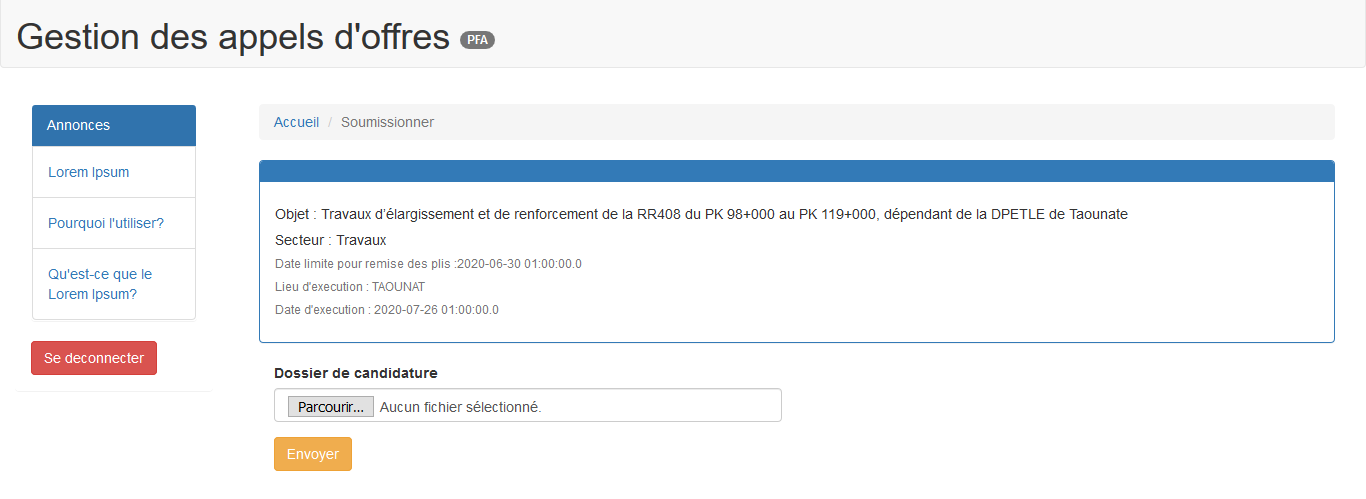 Gestion des appels d'offres PFA
Annonces
Lorem Ipsum
Pourquoi l'utiliser?
Qu'est-ce que le
Lorem Ipsum?
Se deconnecter
Accueil / Soumissionner
Objet : Travaux d'élargissement et de renforcement de la RR408 du PK 98+000 au PK 119+000, dépendant de la DPETLE de Taounate
Secteur : Travaux
Date limite pour remise des plis :2020-06-30 01:00:00.0
Lieu d'execution : TAOUNAT
Date d'execution : 2020-07-26 01:00:00.0
Dossier de candidature
Parcourir... Aucun fichier sélectionné.
Envoyer